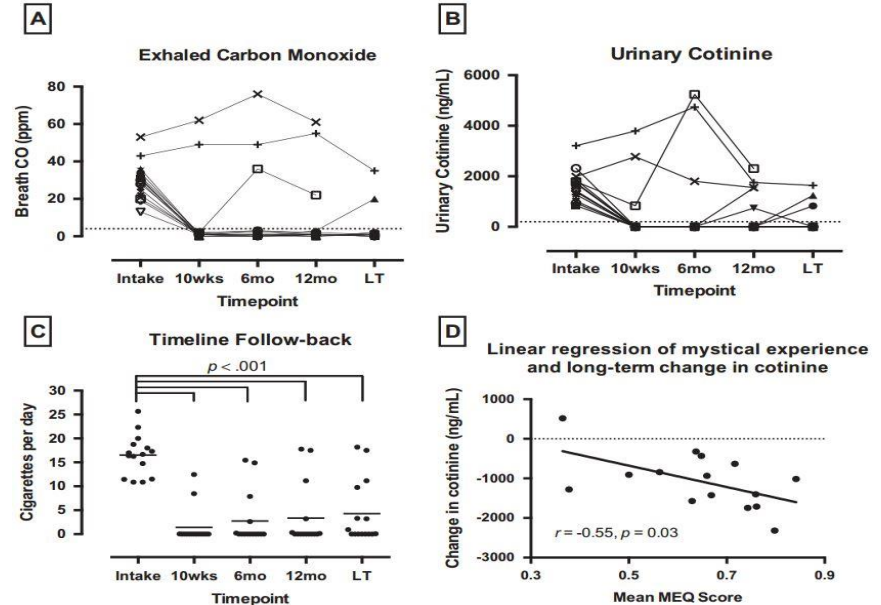 A
Exhaled Carbon Monoxide
80
60
40
20
0
Breath CO (ppm)
Intake 10wks 6mo 12mo LT
Timepoint
B
Urinary Cotinine
6000
4000
2000
0
Urinary Cotinine (ng/mL)
Intake 10wks 6mo 12mo LT
Timepoint
C
Timeline Follow-back
p < .001
30
25
20
15
10
5
0
Cigarettes per day
Intake 10wks 6mo 12mo LT
Timepoint
D
Linear regression of mystical experience
and long-term change in cotinine
1000
0
-1000
-2000
-3000
Change in cotinine (ng/mL)
r = -0.55, p = 0.03
0.3 0.5 0.7 0.9
Mean MEQ Score